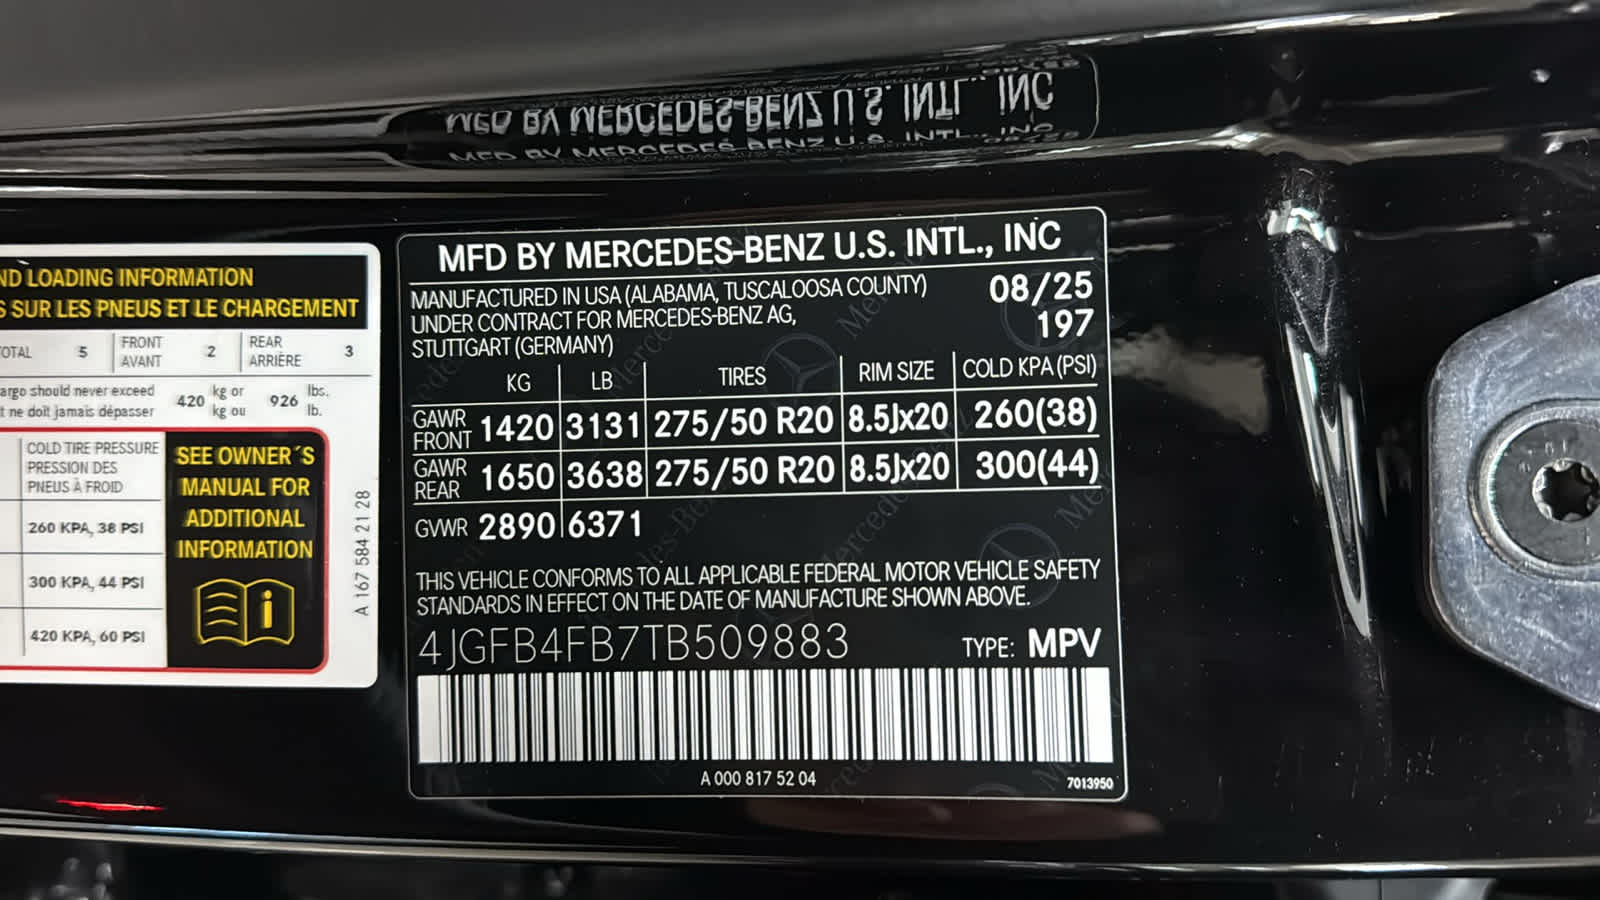 ND LOADING INFORMATION
S SUR LES PNEUS ET LE CHARGEMENT
OTAL 5 FRONT AVANT 2 REAR ARRIÈRE 3
argo should never exceed 420 kg or 926 lbs.
t ne doit jamais dépasser kg ou lb.
COLD TIRE PRESSURE
PRESSION DES
PNEUS À FROID
260 KPA, 38 PSI
300 KPA, 44 PSI
420 KPA, 60 PSI
SEE OWNER´S
MANUAL FOR
ADDITIONAL
INFORMATION
A 167 584 21 28
MFD BY MERCEDES-BENZ U.S. INTL., INC
MANUFACTURED IN USA (ALABAMA, TUSCALOOSA COUNTY) 08/25
UNDER CONTRACT FOR MERCEDES-BENZ AG, 197
STUTTGART (GERMANY)
KG LB TIRES RIM SIZE COLD KPA (PSI)
GAWR FRONT 1420 3131 275/50 R20 8.5Jx20 260(38)
GAWR REAR 1650 3638 275/50 R20 8.5Jx20 300(44)
GVWR 2890 6371
THIS VEHICLE CONFORMS TO ALL APPLICABLE FEDERAL MOTOR VEHICLE SAFETY
STANDARDS IN EFFECT ON THE DATE OF MANUFACTURE SHOWN ABOVE.
4JGFB4FB7TB509883 TYPE: MPV
A 000 817 52 04
7013950